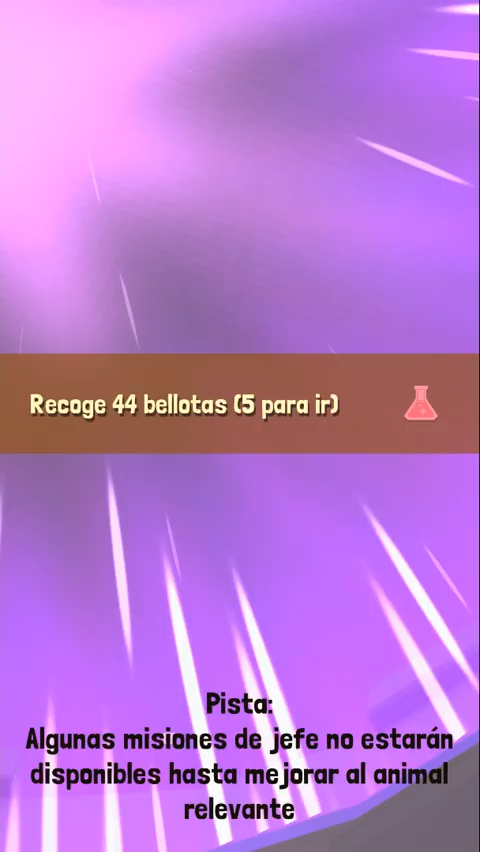 Recoge 44 bellotas (5 para ir)
Pista:
Algunas misiones de jefe no estarán
disponibles hasta mejorar al animal
relevante